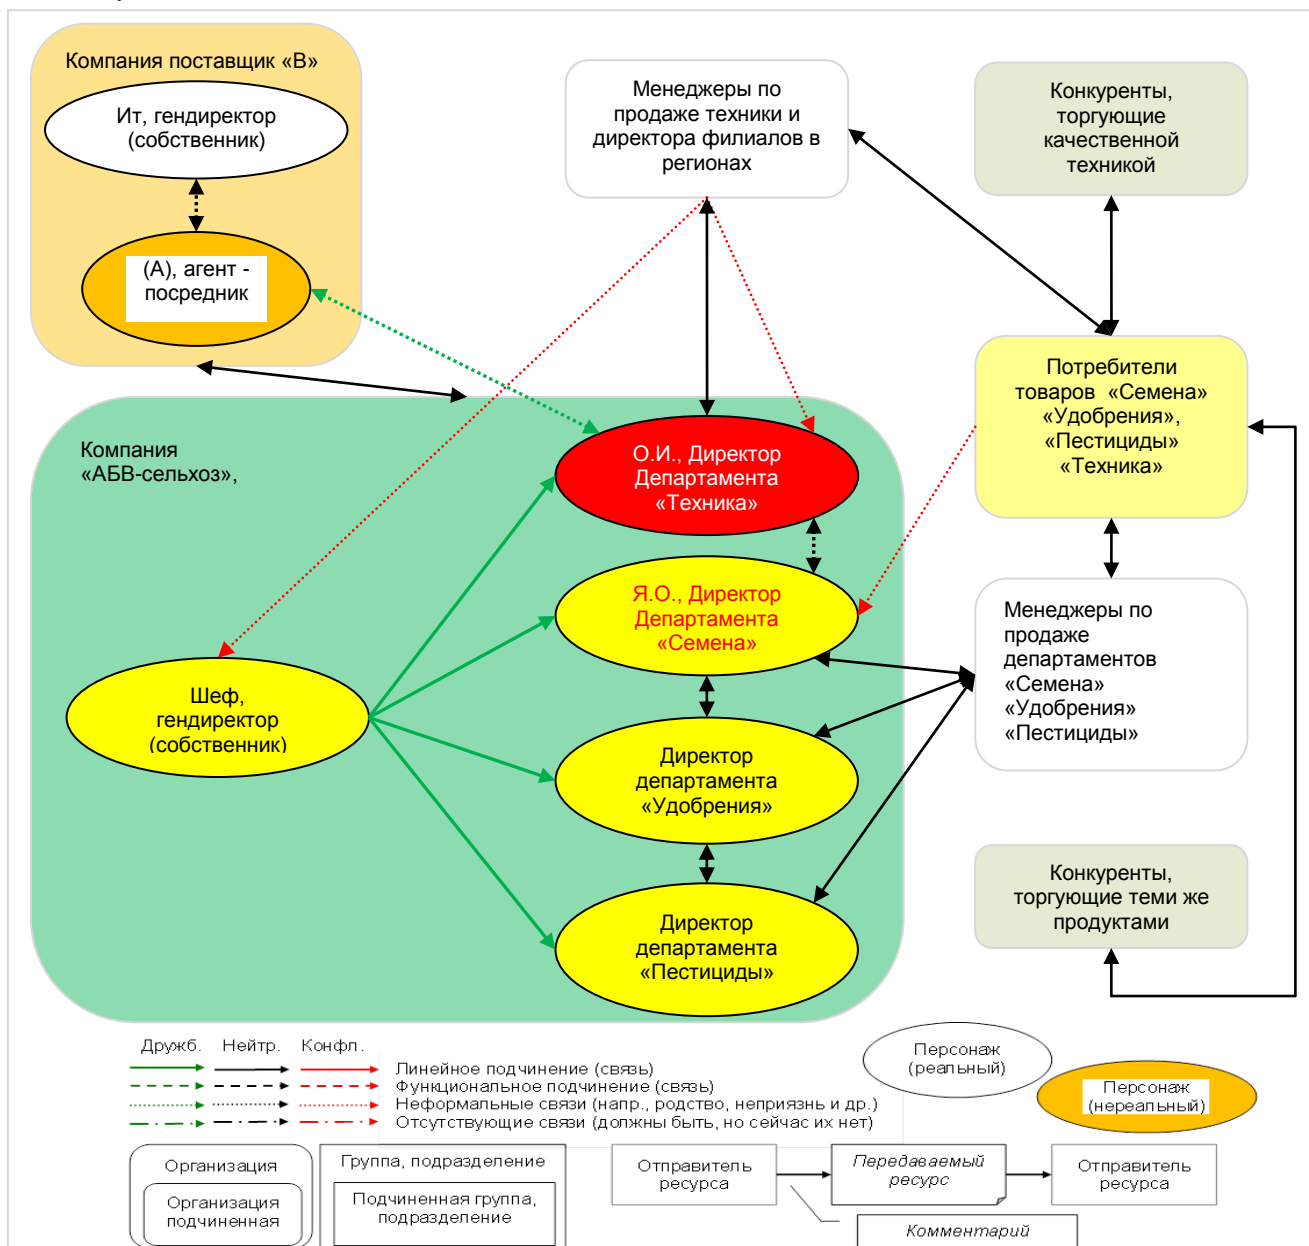 Компания поставщик «В»
Ит, гендиректор
(собственник)
(А), агент -
посредник
Менеджеры по
продаже техники и
директора филиалов в
регионах
Конкуренты,
торгующие
качественной
техникой
Потребители
товаров «Семена»
«Удобрения»,
«Пестициды»
«Техника»
Компания
«АБВ-сельхоз»,
О.И., Директор
Департамента
«Техника»
Я.О., Директор
Департамента
«Семена»
Шеф,
гендиректор
(собственник)
Директор
департамента
«Удобрения»
Директор
департамента
«Пестициды»
Менеджеры по
продаже
департаментов
«Семена»
«Удобрения»
«Пестициды»
Конкуренты,
торгующие теми же
продуктами
Дружб. Нейтр. Конфл.
Линейное подчинение (связь)
Функциональное подчинение (связь)
Неформальные связи (напр., родство, неприязнь и др.)
Отсутствующие связи (должны быть, но сейчас их нет)
Персонаж
(реальный)
Персонаж
(нереальный)
Организация
Организация
подчиненная
Группа, подразделение
Подчиненная группа,
подразделение
Отправитель
ресурса
Передаваемый
ресурс
Отправитель
ресурса
Комментарий